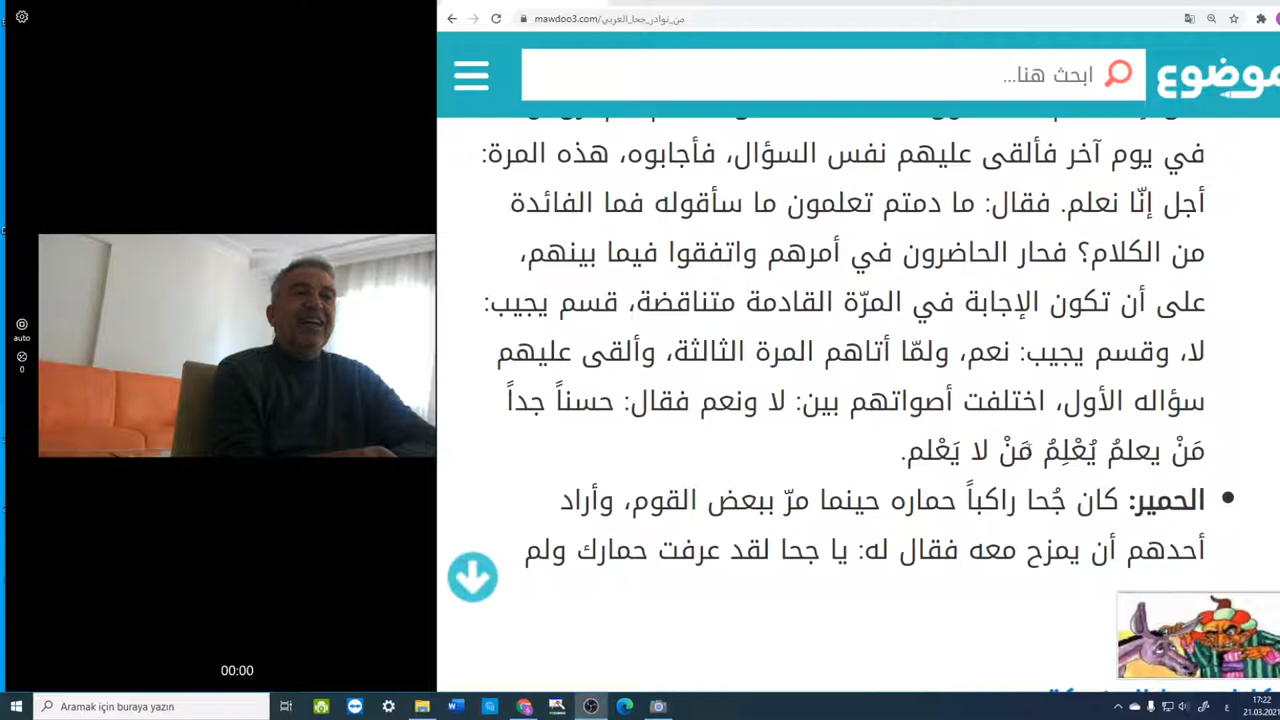 mawdoo3.com/من_نوادر_جحا_العربي
موضوع
ابحث هنا...
في يوم آخر فألقى عليهم نفس السؤال، فأجابوه، هذه المرة:
أجل إنّا نعلم. فقال: ما دمتم تعلمون ما سأقوله فما الفائدة
من الكلام؟ فحار الحاضرون في أمرهم واتفقوا فيما بينهم،
على أن تكون الإجابة في المرّة القادمة متناقضة، قسم يجيب:
لا، وقسم يجيب: نعم، ولمّا أتاهم المرة الثالثة، وألقى عليهم
سؤاله الأول، اختلفت أصواتهم بين: لا ونعم فقال: حسناً جداً
مَنْ يعلمُ يُعْلِمُ مَنْ لا يَعْلم.
• الحمير: كان جُحا راكباً حماره حينما مرّ ببعض القوم، وأراد
أحدهم أن يمزح معه فقال له: يا جحا لقد عرفت حمارك ولم
auto
0
00:00
Aramak için buraya yazın
ع
17:22
21.03.2021